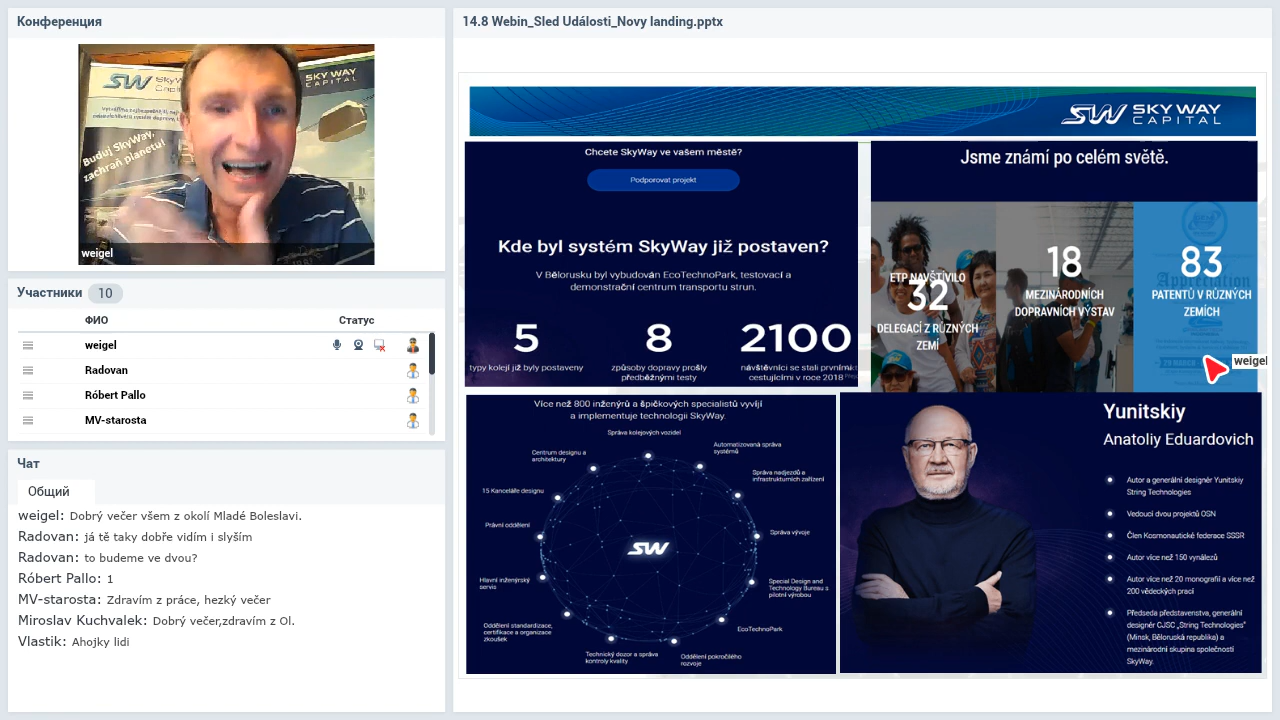 Конференция
SKY WAY
CAPITAL
SW
Buduj SkyWay,
zachraň planetu!
weigel
Участники 10
ФИО Статус
weigel
Radovan
Róbert Pallo
MV-starosta
Чат
Общий
weigel: Dobrý večer všem z okolí Mladé Boleslavi.
Radovan: já tě taky dobře vidím i slyším
Radovan: to budeme ve dvou?
Róbert Pallo: 1
MV-starosta: Zdravím z práce, hezký večer
Miroslav Kuchvalek: Dobrý večer,zdravím z Ol.
Vlastík: Ahojky lidi
14.8 Webin_Sled Události_Novy landing.pptx
SW SKY WAY
CAPITAL
Chcete SkyWay ve vašem městě?
Podporovat projekt
Kde byl systém SkyWay již postaven?
V Bělorusku byl vybudován EcoTechnoPark, testovací a
demonstrační centrum transportu strun.
5
typy kolejí již byly postaveny
8
způsoby dopravy prošly
předběžnými testy
2100
návštěvníci se stali prvními
cestujícími v roce 2018
Jsme známí po celém světě.
ETP NAVŠTÍVILO
32
DELEGACÍ Z RŮZNÝCH
ZEMÍ
18
MEZINÁRODNÍCH
DOPRAVNÍCH VÝSTAV
83
PATENTŮ V RŮZNÝCH
ZEMÍCH
Appreciation
weigel
Více než 800 inženýrů a špičkových specialistů vyvíjí
a implementuje technologii SkyWay.
Správa kolejových vozidel
Automatizovaná správa
systémů
Správa nadjezdů a
infrastrukturních zařízení
Správa vývoje
Special Design and
Technology Bureau s
pilotní výrobou
EcoTechnoPark
Oddělení pokročilého
rozvoje
Technický dozor a správa
kontroly kvality
Oddělení standardizace,
certifikace a organizace
zkoušek
Hlavní inženýrský
servis
Právní oddělení
15 Kanceláře designu
Centrum designu a
architektury
SW
Yunitskiy
Anatoliy Eduardovich
Autor a generální designér Yunitskiy
String Technologies
Vedoucí dvou projektů OSN
Člen Kosmonautické federace SSSR
Autor více než 150 vynálezů
Autor více než 20 monografií a více než
200 vědeckých prací
Předseda představenstva, generální
designér CJSC „String Technologies"
(Minsk, Běloruská republika) a
mezinárodní skupina společností
SkyWay.